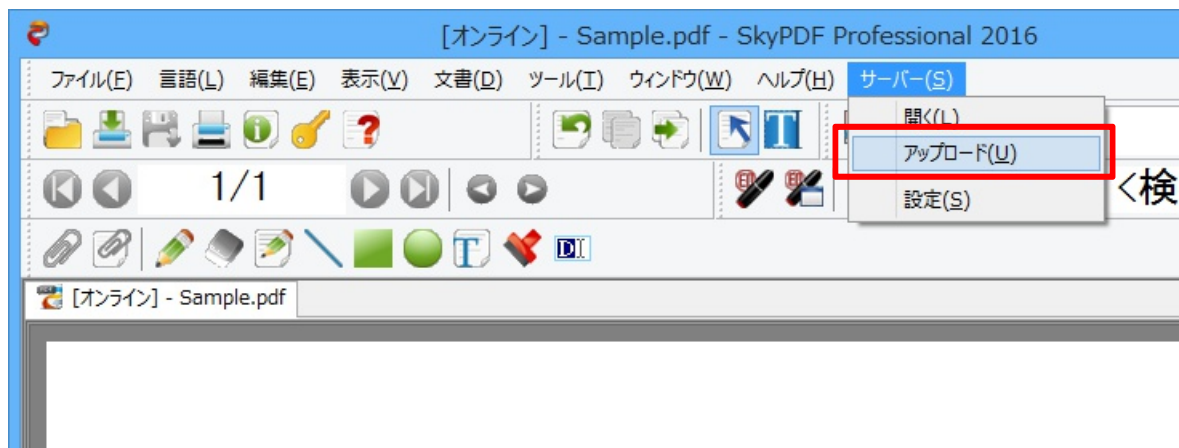 [オンライン] - Sample.pdf - SkyPDF Professional 2016
ファイル(F) 言語(L) 編集(E) 表示(V) 文書(D) ツール(T) ウィンドウ(W) ヘルプ(H) サーバー(S)
開く(L)
アップロード(U)
設定(S)
1/1
<検
[オンライン] - Sample.pdf